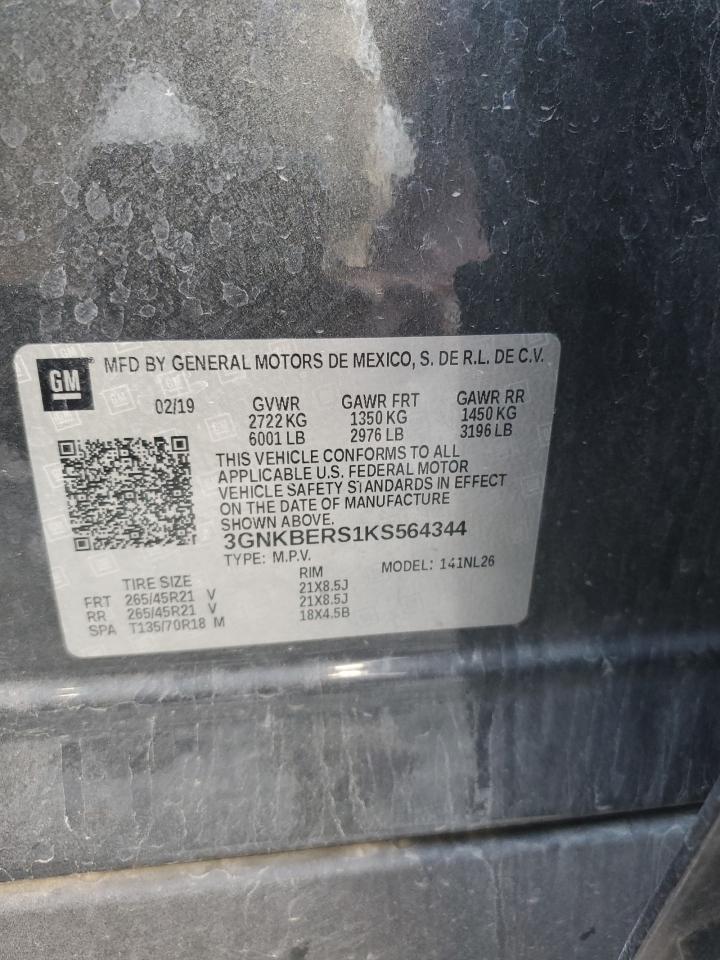 GM
MFD BY GENERAL MOTORS DE MEXICO, S. DE R.L. DE C.V.
02/19 GVWR GAWR FRT GAWR RR
2722 KG 1350 KG 1450 KG
6001 LB 2976 LB 3196 LB
THIS VEHICLE CONFORMS TO ALL
APPLICABLE U.S. FEDERAL MOTOR
VEHICLE SAFETY STANDARDS IN EFFECT
ON THE DATE OF MANUFACTURE
SHOWN ABOVE.
3GNKBERS1KS564344
TYPE: M.P.V. MODEL: 141NL26
TIRE SIZE RIM
FRT 265/45R21 V 21X8.5J
RR 265/45R21 V 21X8.5J
SPA T135/70R18 M 18X4.5B